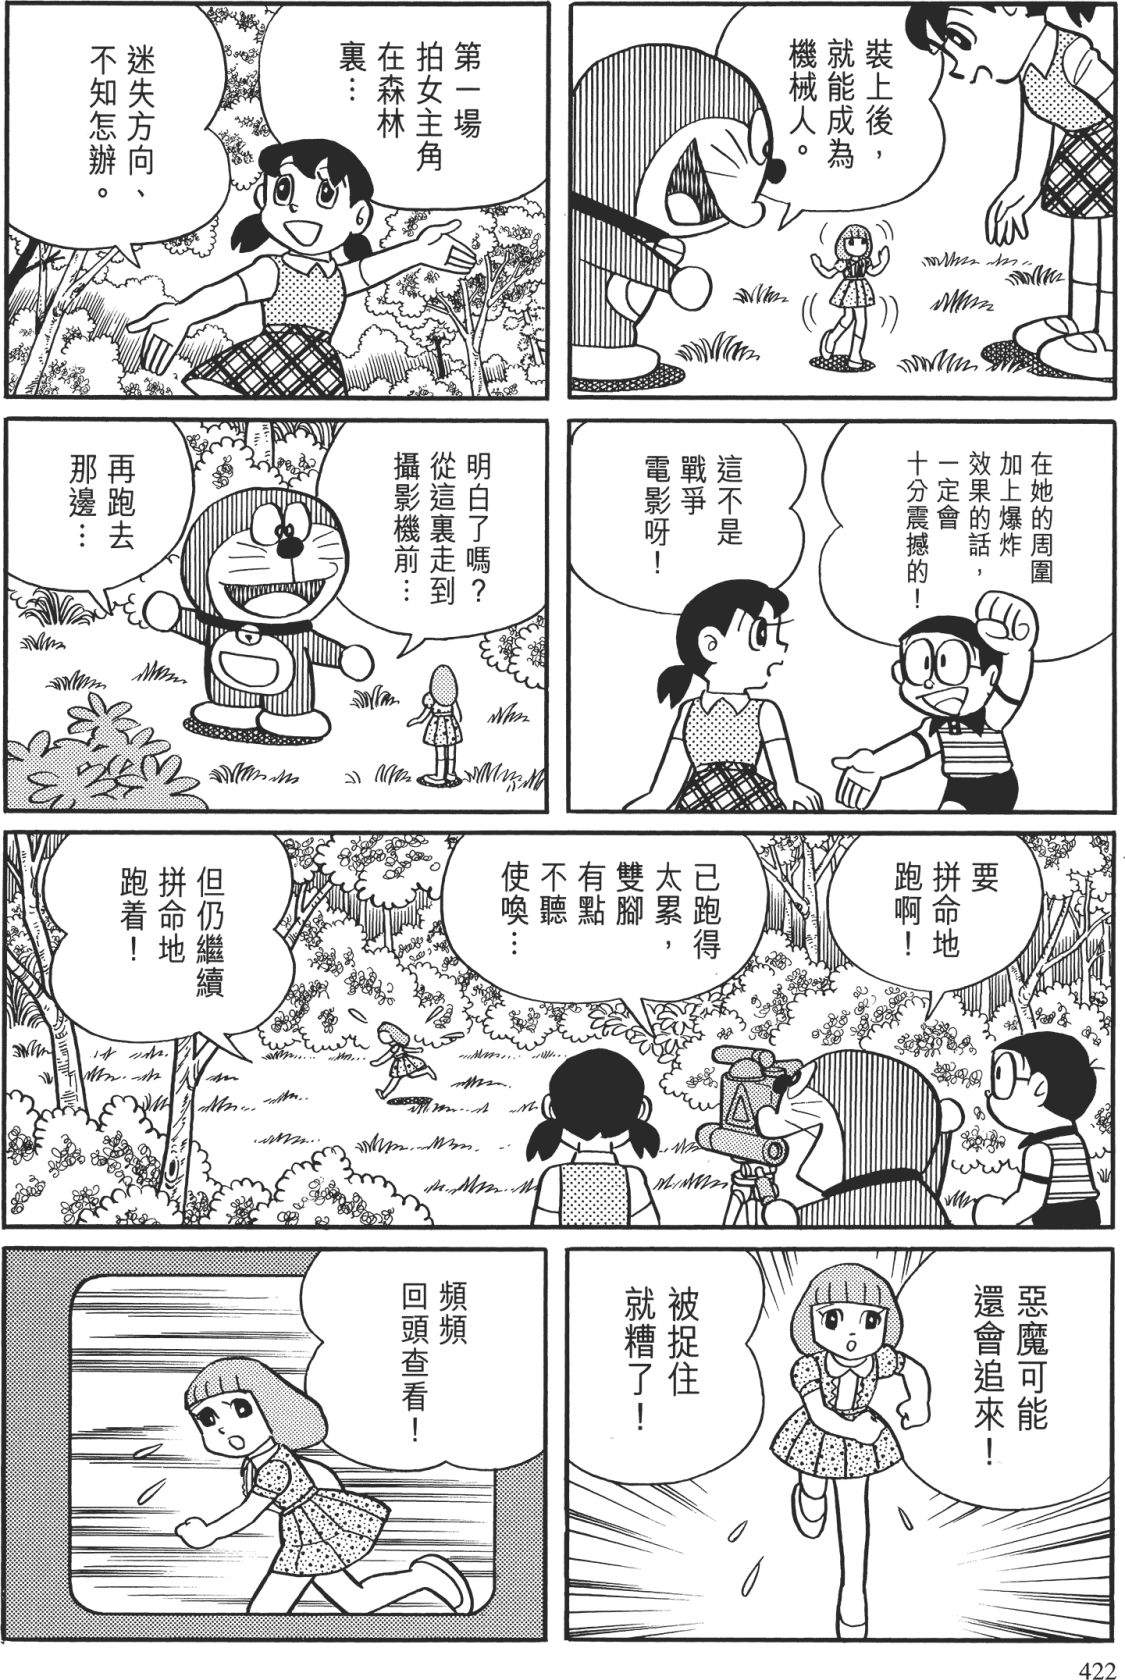 裝上後，
就能成為
機械人。
第一場
拍女主角
在森林
裏…
迷失方向、
不知怎辦。
在她的周圍
加上爆炸
效果的話，
一定會
十分震撼的！
這不是
戰爭
電影呀！
明白了嗎？
從這裏走到
攝影機前…
再跑去
那邊…
要
拼命地
跑啊！
已跑得
太累，
雙腳
有點
不聽
使喚…
但仍繼續
拼命地
跑着！
惡魔可能
還會追來！
被捉住
就糟了！
頻頻
回頭查看！
422